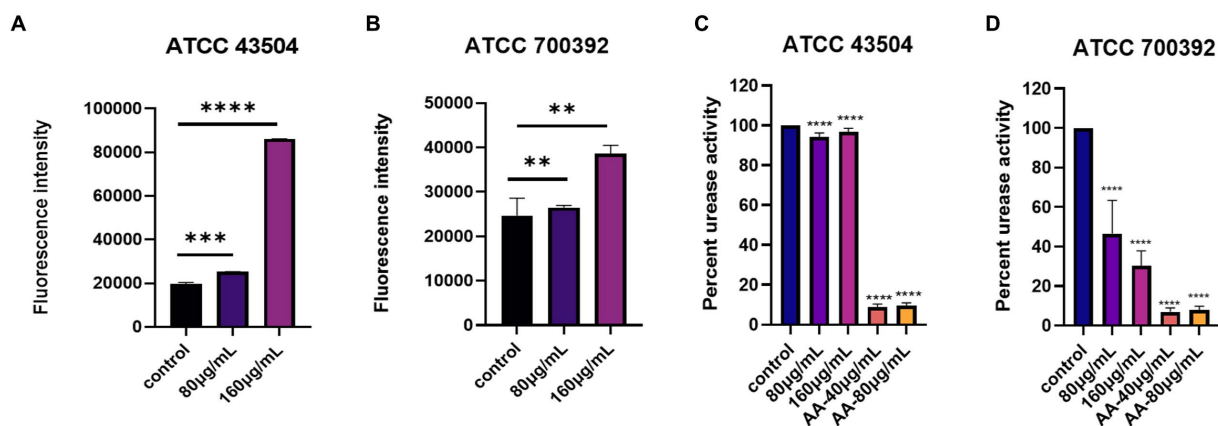 A
ATCC 43504
Fluorescence intensity
100000
80000
60000
40000
20000
0
****
***
control
80µg/mL
160µg/mL
B
ATCC 700392
Fluorescence intensity
50000
40000
30000
20000
10000
0
**
**
control
80µg/mL
160µg/mL
C
ATCC 43504
Percent urease activity
120
100
80
60
40
20
0
**** ****
**** ****
control
80µg/mL
160µg/mL
AA-40µg/mL
AA-80µg/mL
D
ATCC 700392
Percent urease activity
120
100
80
60
40
20
0
****
****
****
****
control
80µg/mL
160µg/mL
AA-40µg/mL
AA-80µg/mL